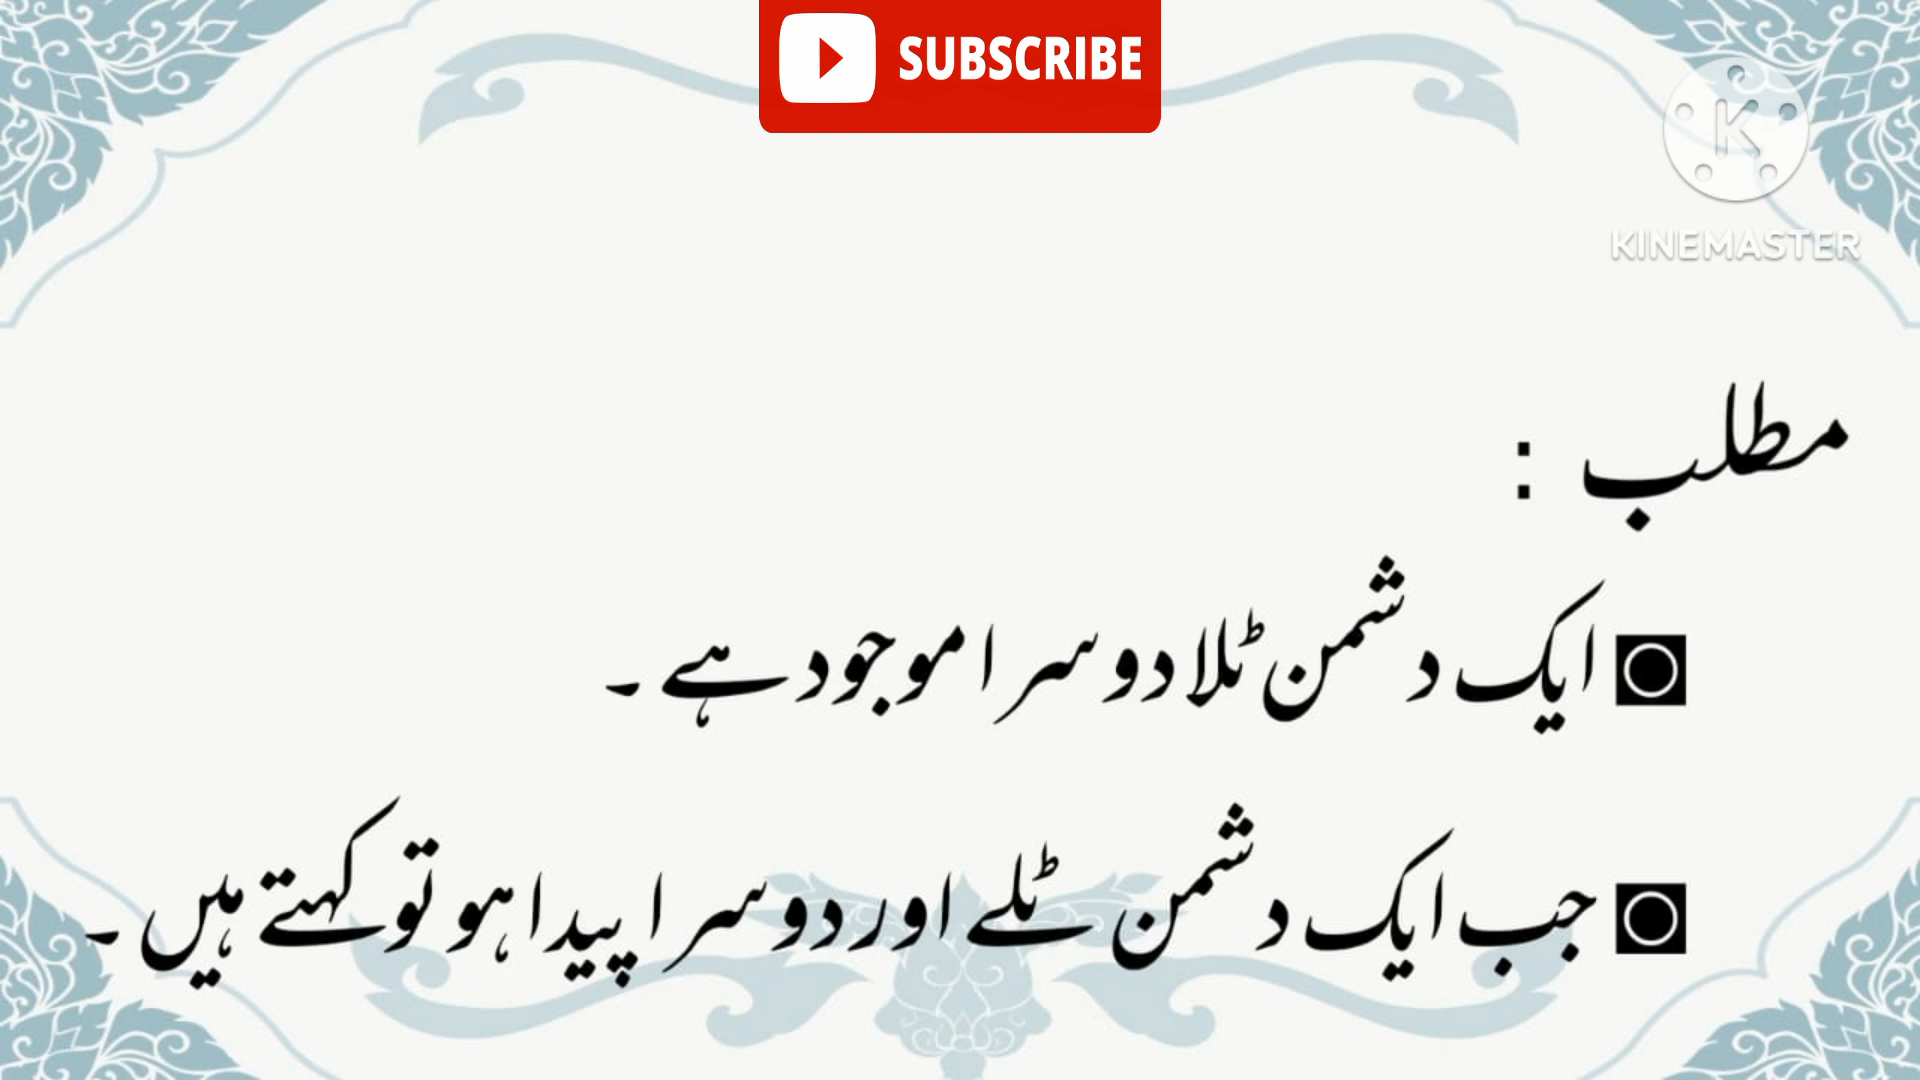 SUBSCRIBE
KINEMASTER
مطلب :
◘ ایک دشمن ٹلا دوسرا موجود ہے ۔
◘ جب ایک دشمن ٹلے اور دوسرا پیدا ہو تو کہتے ہیں ۔